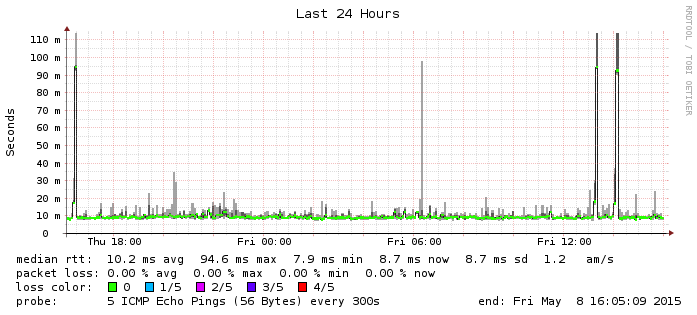 Last 24 Hours
RRDTOOL / TOBI OETIKER
Seconds
110 m
100 m
90 m
80 m
70 m
60 m
50 m
40 m
30 m
20 m
10 m
0
Thu 18:00 Fri 00:00 Fri 06:00 Fri 12:00
median rtt: 10.2 ms avg 94.6 ms max 7.9 ms min 8.7 ms now 8.7 ms sd 1.2 am/s
packet loss: 0.00 % avg 0.00 % max 0.00 % min 0.00 % now
loss color: 0 1/5 2/5 3/5 4/5
probe: 5 ICMP Echo Pings (56 Bytes) every 300s end: Fri May 8 16:05:09 2015